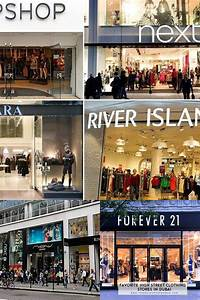 PSHOP
next
ARA
RIVER ISLAN
FOREVER 21
FAVORITE HIGH STREET CLOTHING
STORES IN DUBAI